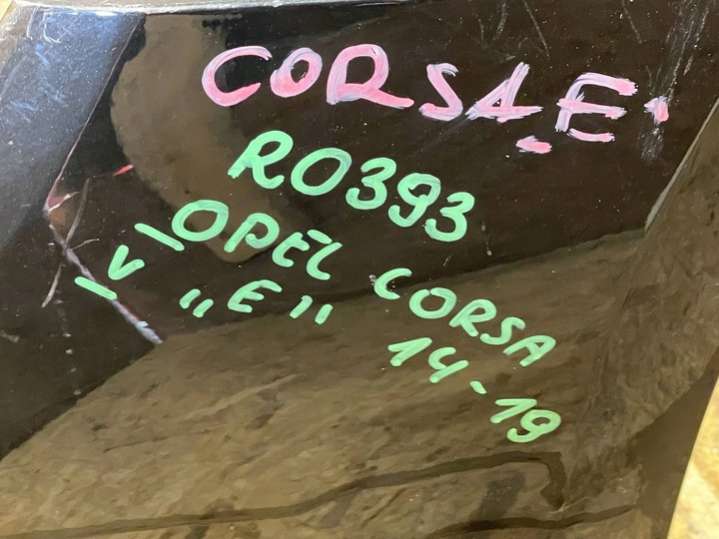 CORSA.E.
R0393
OPEL CORSA
V "E" 14-19